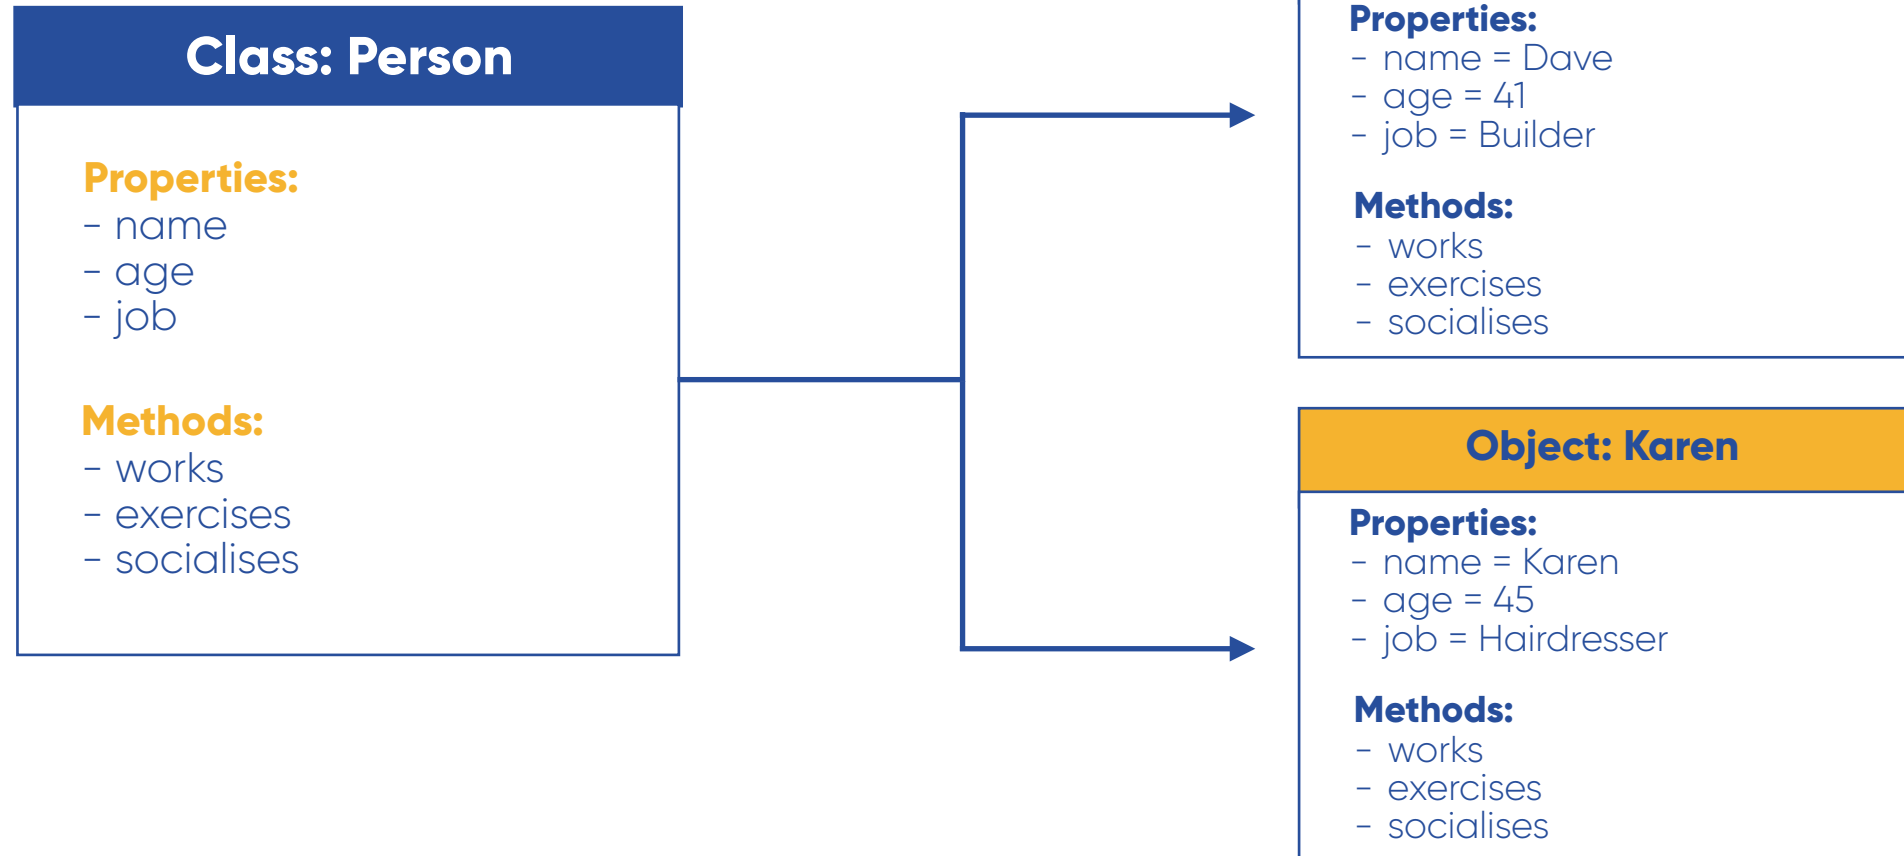 Class: Person
Properties:
- name
- age
- job
Methods:
- works
- exercises
- socialises
Properties:
- name = Dave
- age = 41
- job = Builder
Methods:
- works
- exercises
- socialises
Object: Karen
Properties:
- name = Karen
- age = 45
- job = Hairdresser
Methods:
- works
- exercises
- socialises